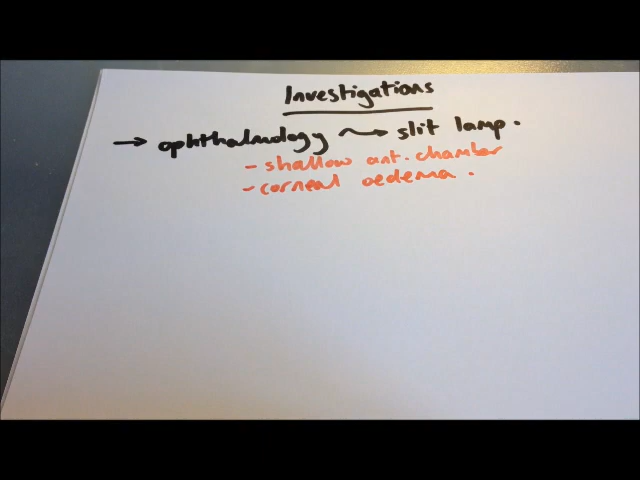 Investigations
→ ophthalmology → slit lamp.
- shallow ant. chamber
- corneal oedema.